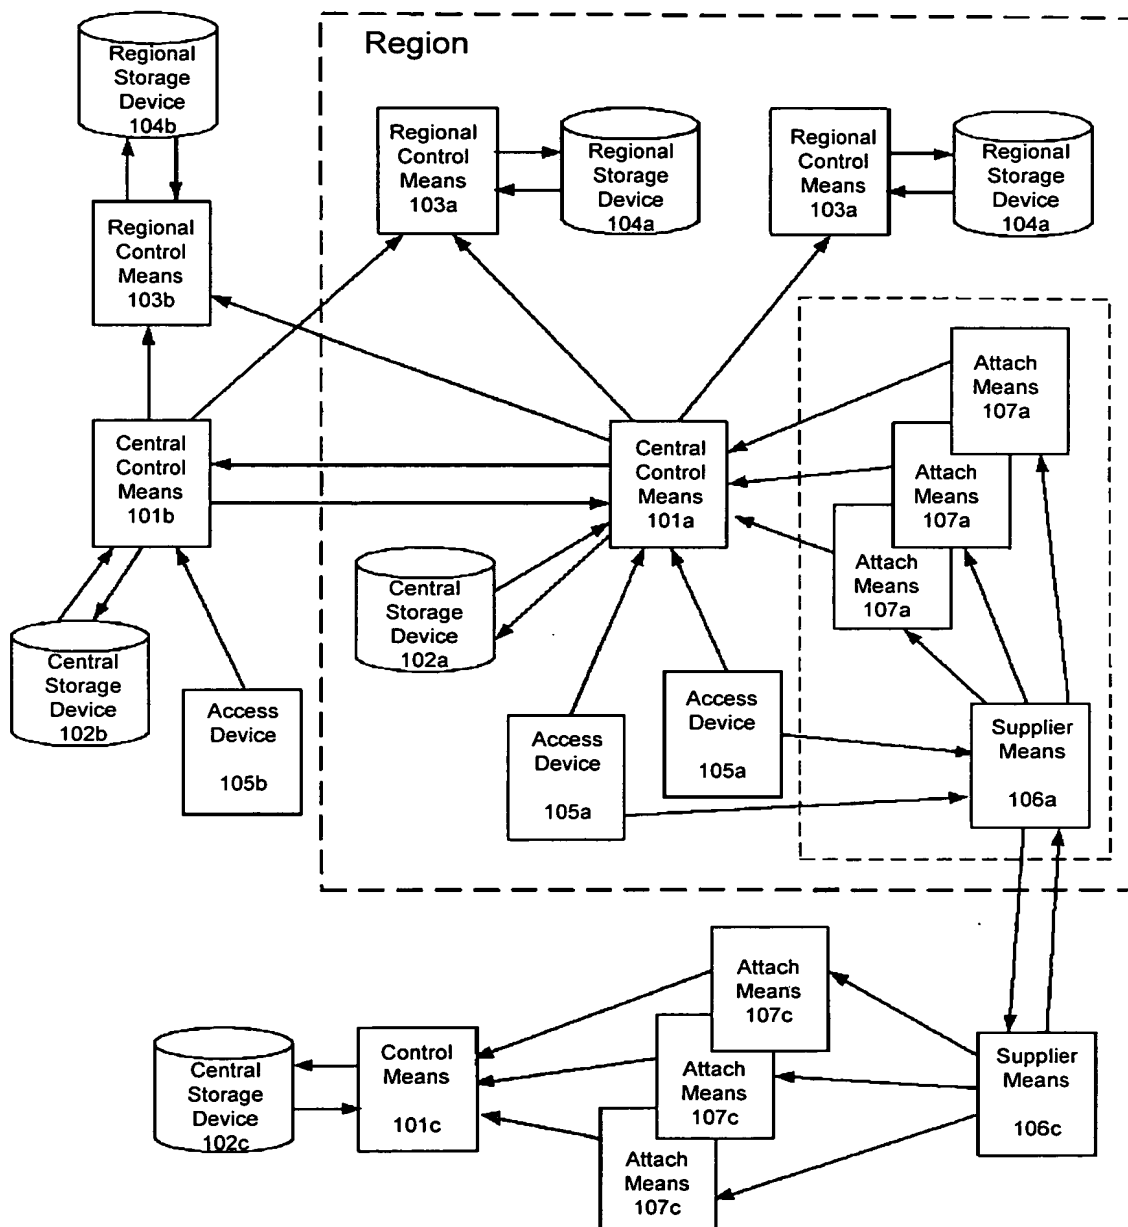 Regional
Storage
Device
104b
Region
Regional
Control
Means
103a
Regional
Storage
Device
104a
Regional
Control
Means
103a
Regional
Storage
Device
104a
Regional
Control
Means
103b
Attach
Means
107a
Central
Control
Means
101b
Central
Control
Means
101a
Attach
Means
107a
Attach
Means
107a
Central
Storage
Device
102a
Central
Storage
Device
102b
Access
Device
105b
Access
Device
105a
Access
Device
105a
Supplier
Means
106a
Attach
Means
107c
Central
Storage
Device
102c
Control
Means
101c
Attach
Means
107c
Supplier
Means
106c
Attach
Means
107c